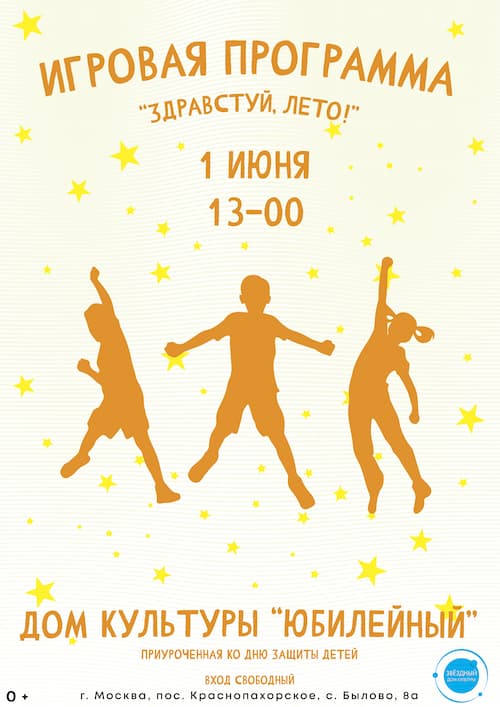 ИГРОВАЯ ПРОГРАММА
"ЗДРАВСТУЙ, ЛЕТО!"
1 ИЮНЯ
13-00
ДОМ КУЛЬТУРЫ "ЮБИЛЕЙНЫЙ"
ПРИУРОЧЕННАЯ КО ДНЮ ЗАЩИТЫ ДЕТЕЙ
ВХОД СВОБОДНЫЙ
0 +
г. Москва, пос. Краснопахорское, с. Былово, 8а
ЗВЁЗДНЫЙ
ДОМ КУЛЬТУРЫ